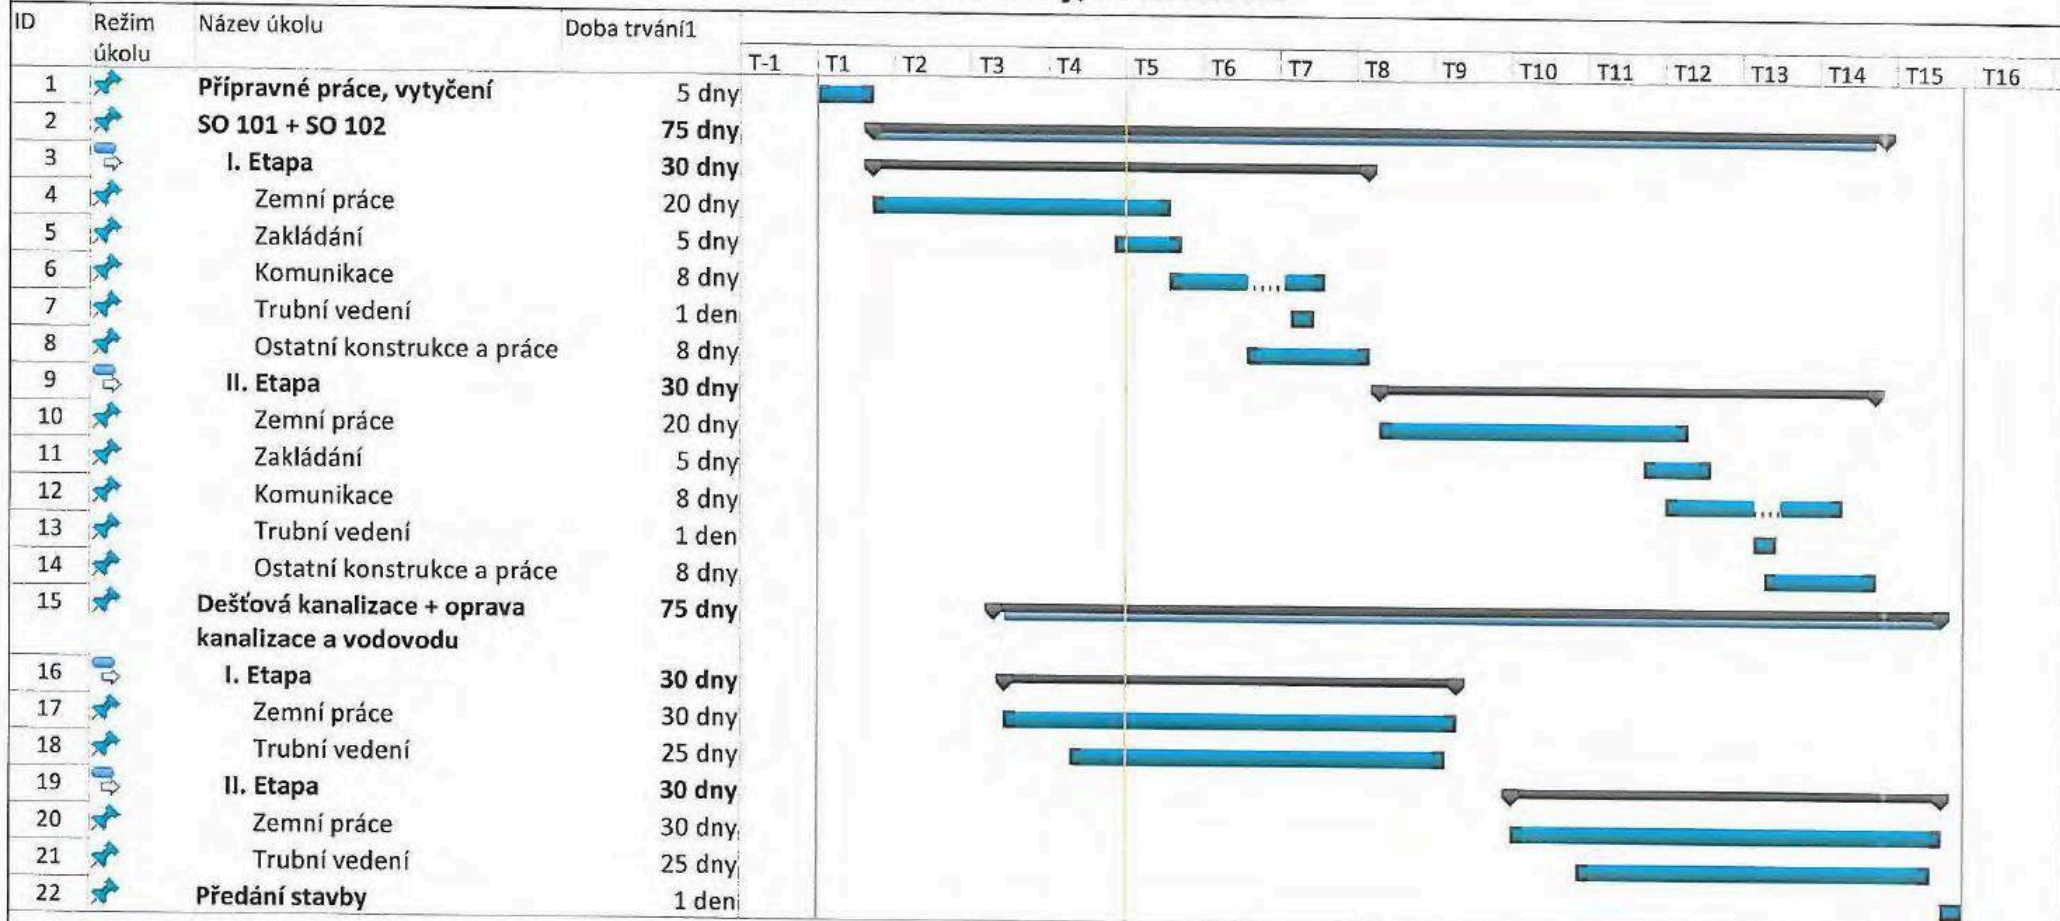 ID Režim úkolu Název úkolu Doba trvání1
T-1 T1 T2 T3 T4 T5 T6 T7 T8 T9 T10 T11 T12 T13 T14 T15 T16
1 Přípravné práce, vytyčení 5 dny
2 SO 101 + SO 102 75 dny
3 I. Etapa 30 dny
4 Zemní práce 20 dny
5 Zakládání 5 dny
6 Komunikace 8 dny
7 Trubní vedení 1 den
8 Ostatní konstrukce a práce 8 dny
9 II. Etapa 30 dny
10 Zemní práce 20 dny
11 Zakládání 5 dny
12 Komunikace 8 dny
13 Trubní vedení 1 den
14 Ostatní konstrukce a práce 8 dny
15 Dešťová kanalizace + oprava 75 dny
kanalizace a vodovodu
16 I. Etapa 30 dny
17 Zemní práce 30 dny
18 Trubní vedení 25 dny
19 II. Etapa 30 dny
20 Zemní práce 30 dny
21 Trubní vedení 25 dny
22 Předání stavby 1 den